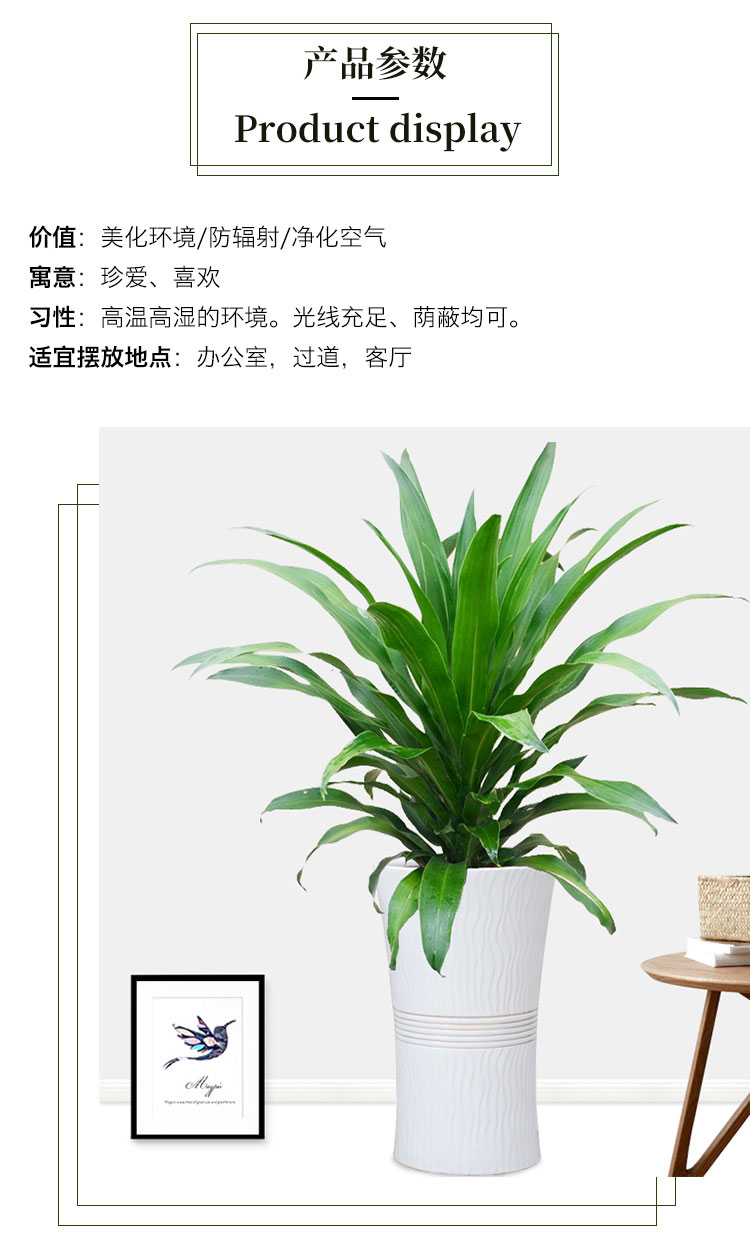 产品参数
Product display
价值：美化环境/防辐射/净化空气
寓意：珍爱、喜欢
习性：高温高湿的环境。光线充足、荫蔽均可。
适宜摆放地点：办公室，过道，客厅
Magpie